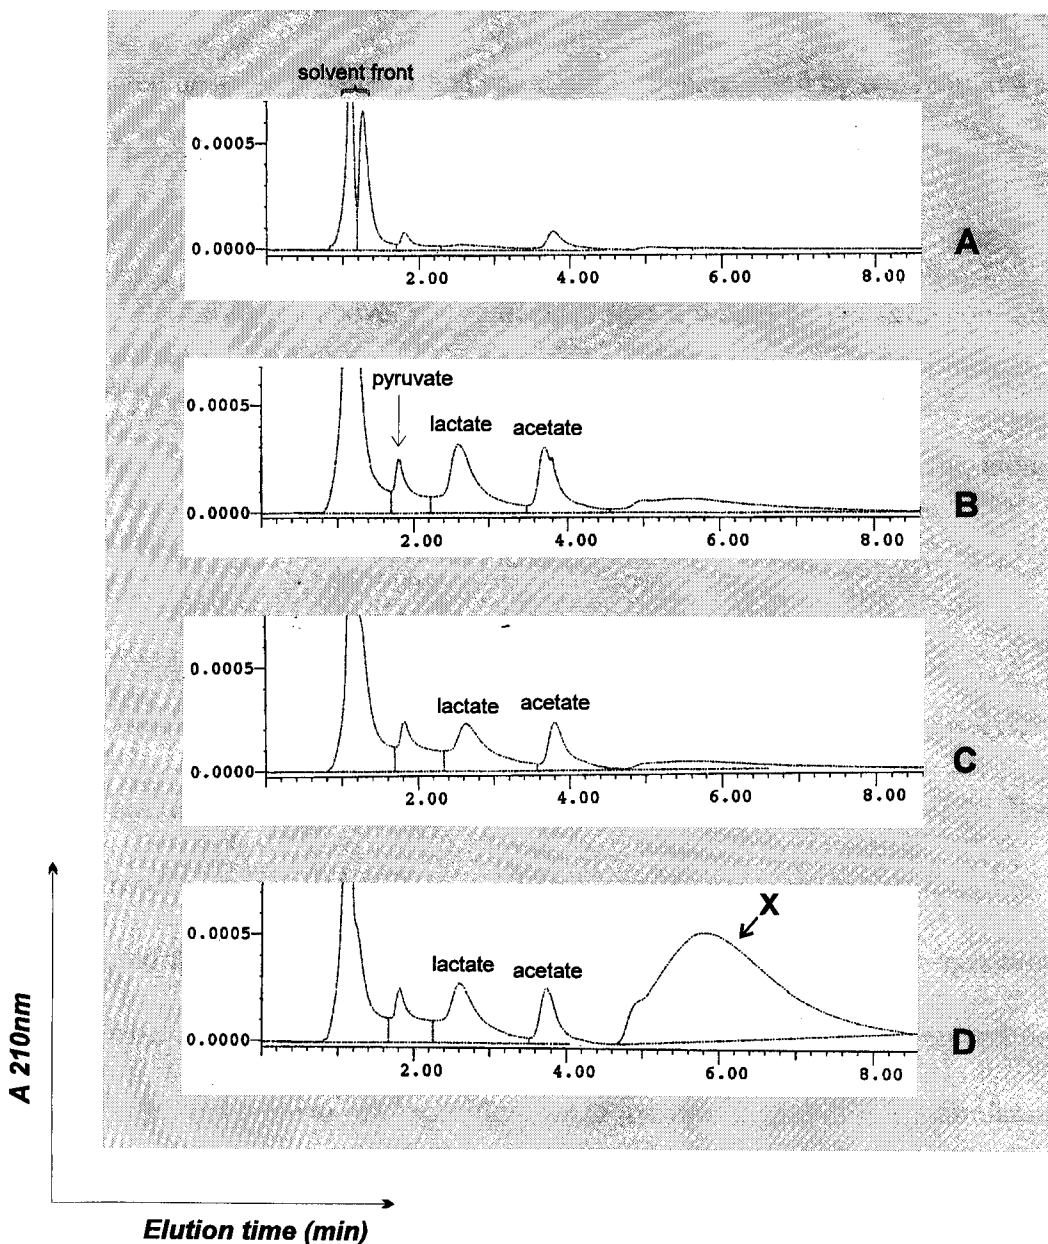 solvent front
0.0005
0.0000
2.00 4.00 6.00 8.00
A
pyruvate
lactate acetate
0.0005
0.0000
2.00 4.00 6.00 8.00
B
lactate acetate
0.0005
0.0000
2.00 4.00 6.00 8.00
C
X
lactate acetate
0.0005
0.0000
2.00 4.00 6.00 8.00
D
A 210nm
Elution time (min)